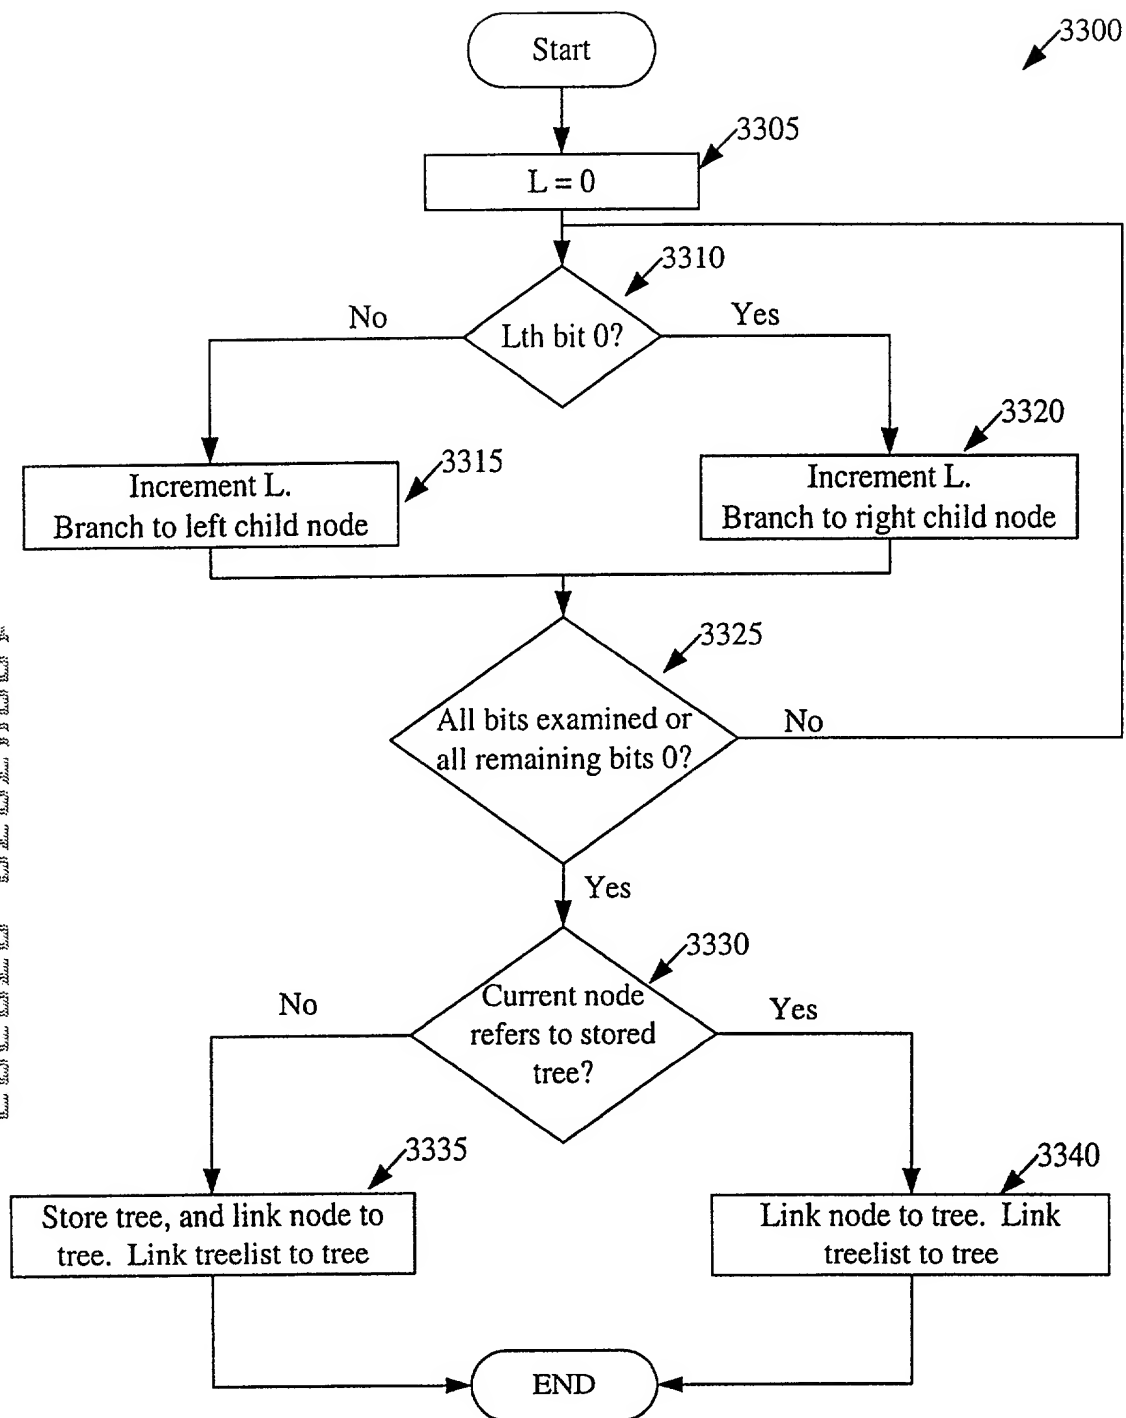 Start
3300
3305
L = 0
3310
No
Yes
Lth bit 0?
3320
3315
Increment L.
Branch to left child node
Increment L.
Branch to right child node
3325
All bits examined or
all remaining bits 0?
No
Yes
3330
Current node
refers to stored
tree?
No
Yes
3335
3340
Store tree, and link node to
tree. Link treelist to tree
Link node to tree. Link
treelist to tree
END